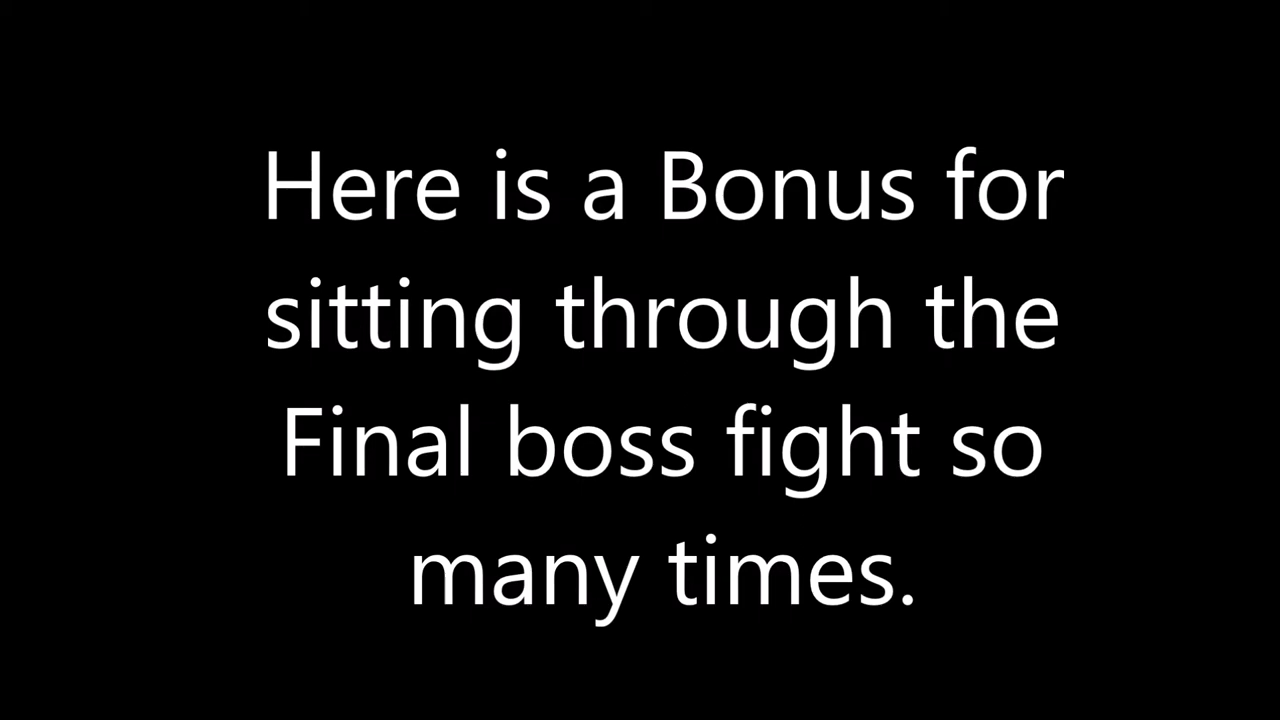 Here is a Bonus for
sitting through the
Final boss fight so
many times.